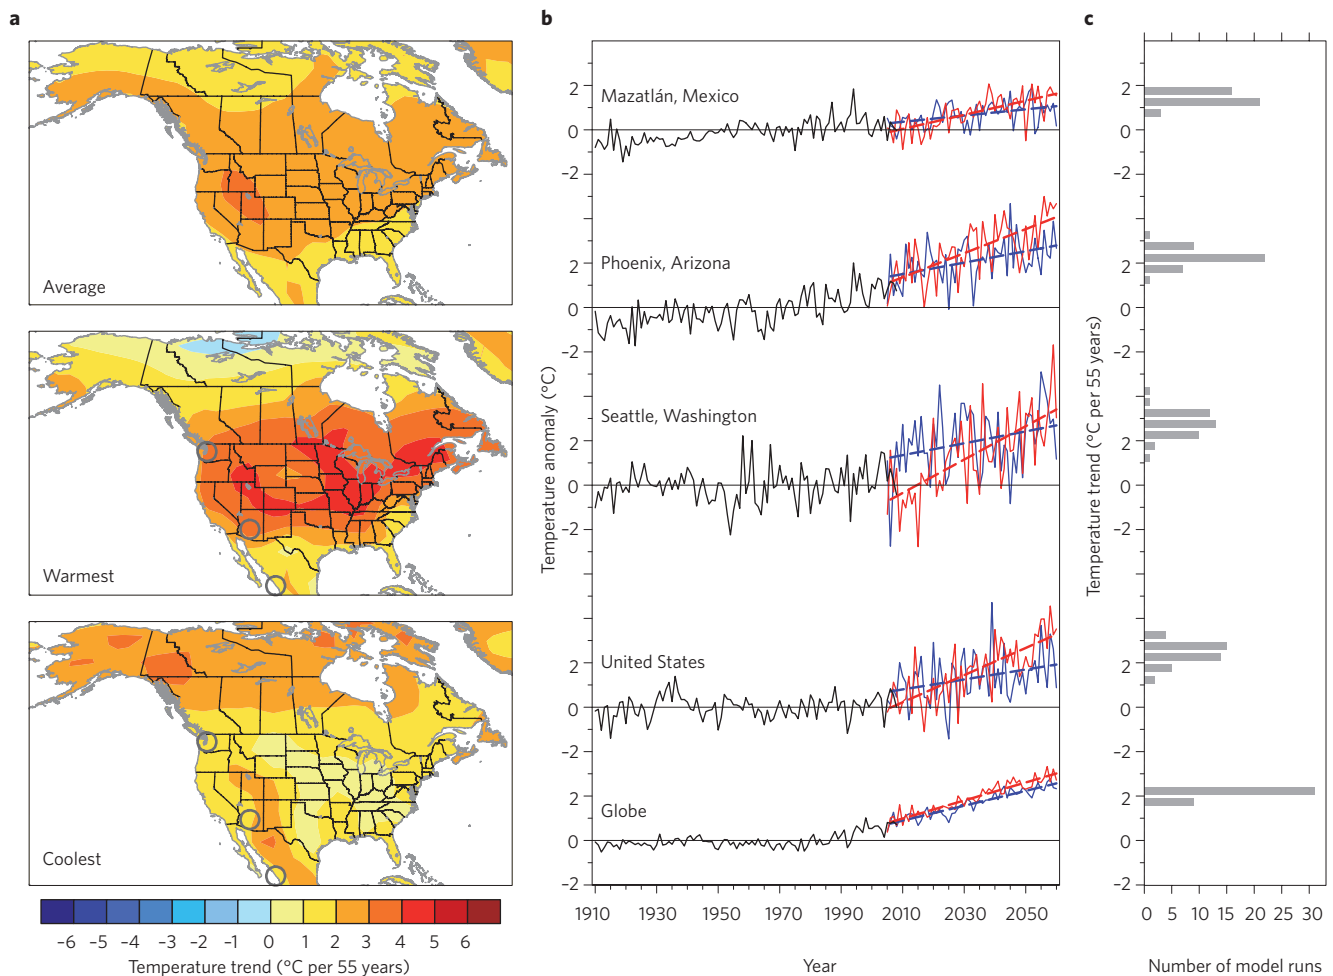 a
Average
Warmest
Coolest
–6 –5 –4 –3 –2 –1 0 1 2 3 4 5 6
Temperature trend (°C per 55 years)
b
Temperature anomaly (°C)
Mazatlán, Mexico
2
0
–2
Phoenix, Arizona
2
0
–2
Seattle, Washington
2
0
–2
United States
2
0
–2
Globe
2
0
–2
1910 1930 1950 1970 1990 2010 2030 2050
Year
c
Temperature trend (°C per 55 years)
2
0
–2
2
0
–2
2
0
–2
2
0
–2
2
0
–2
0 5 10 15 20 25 30
Number of model runs